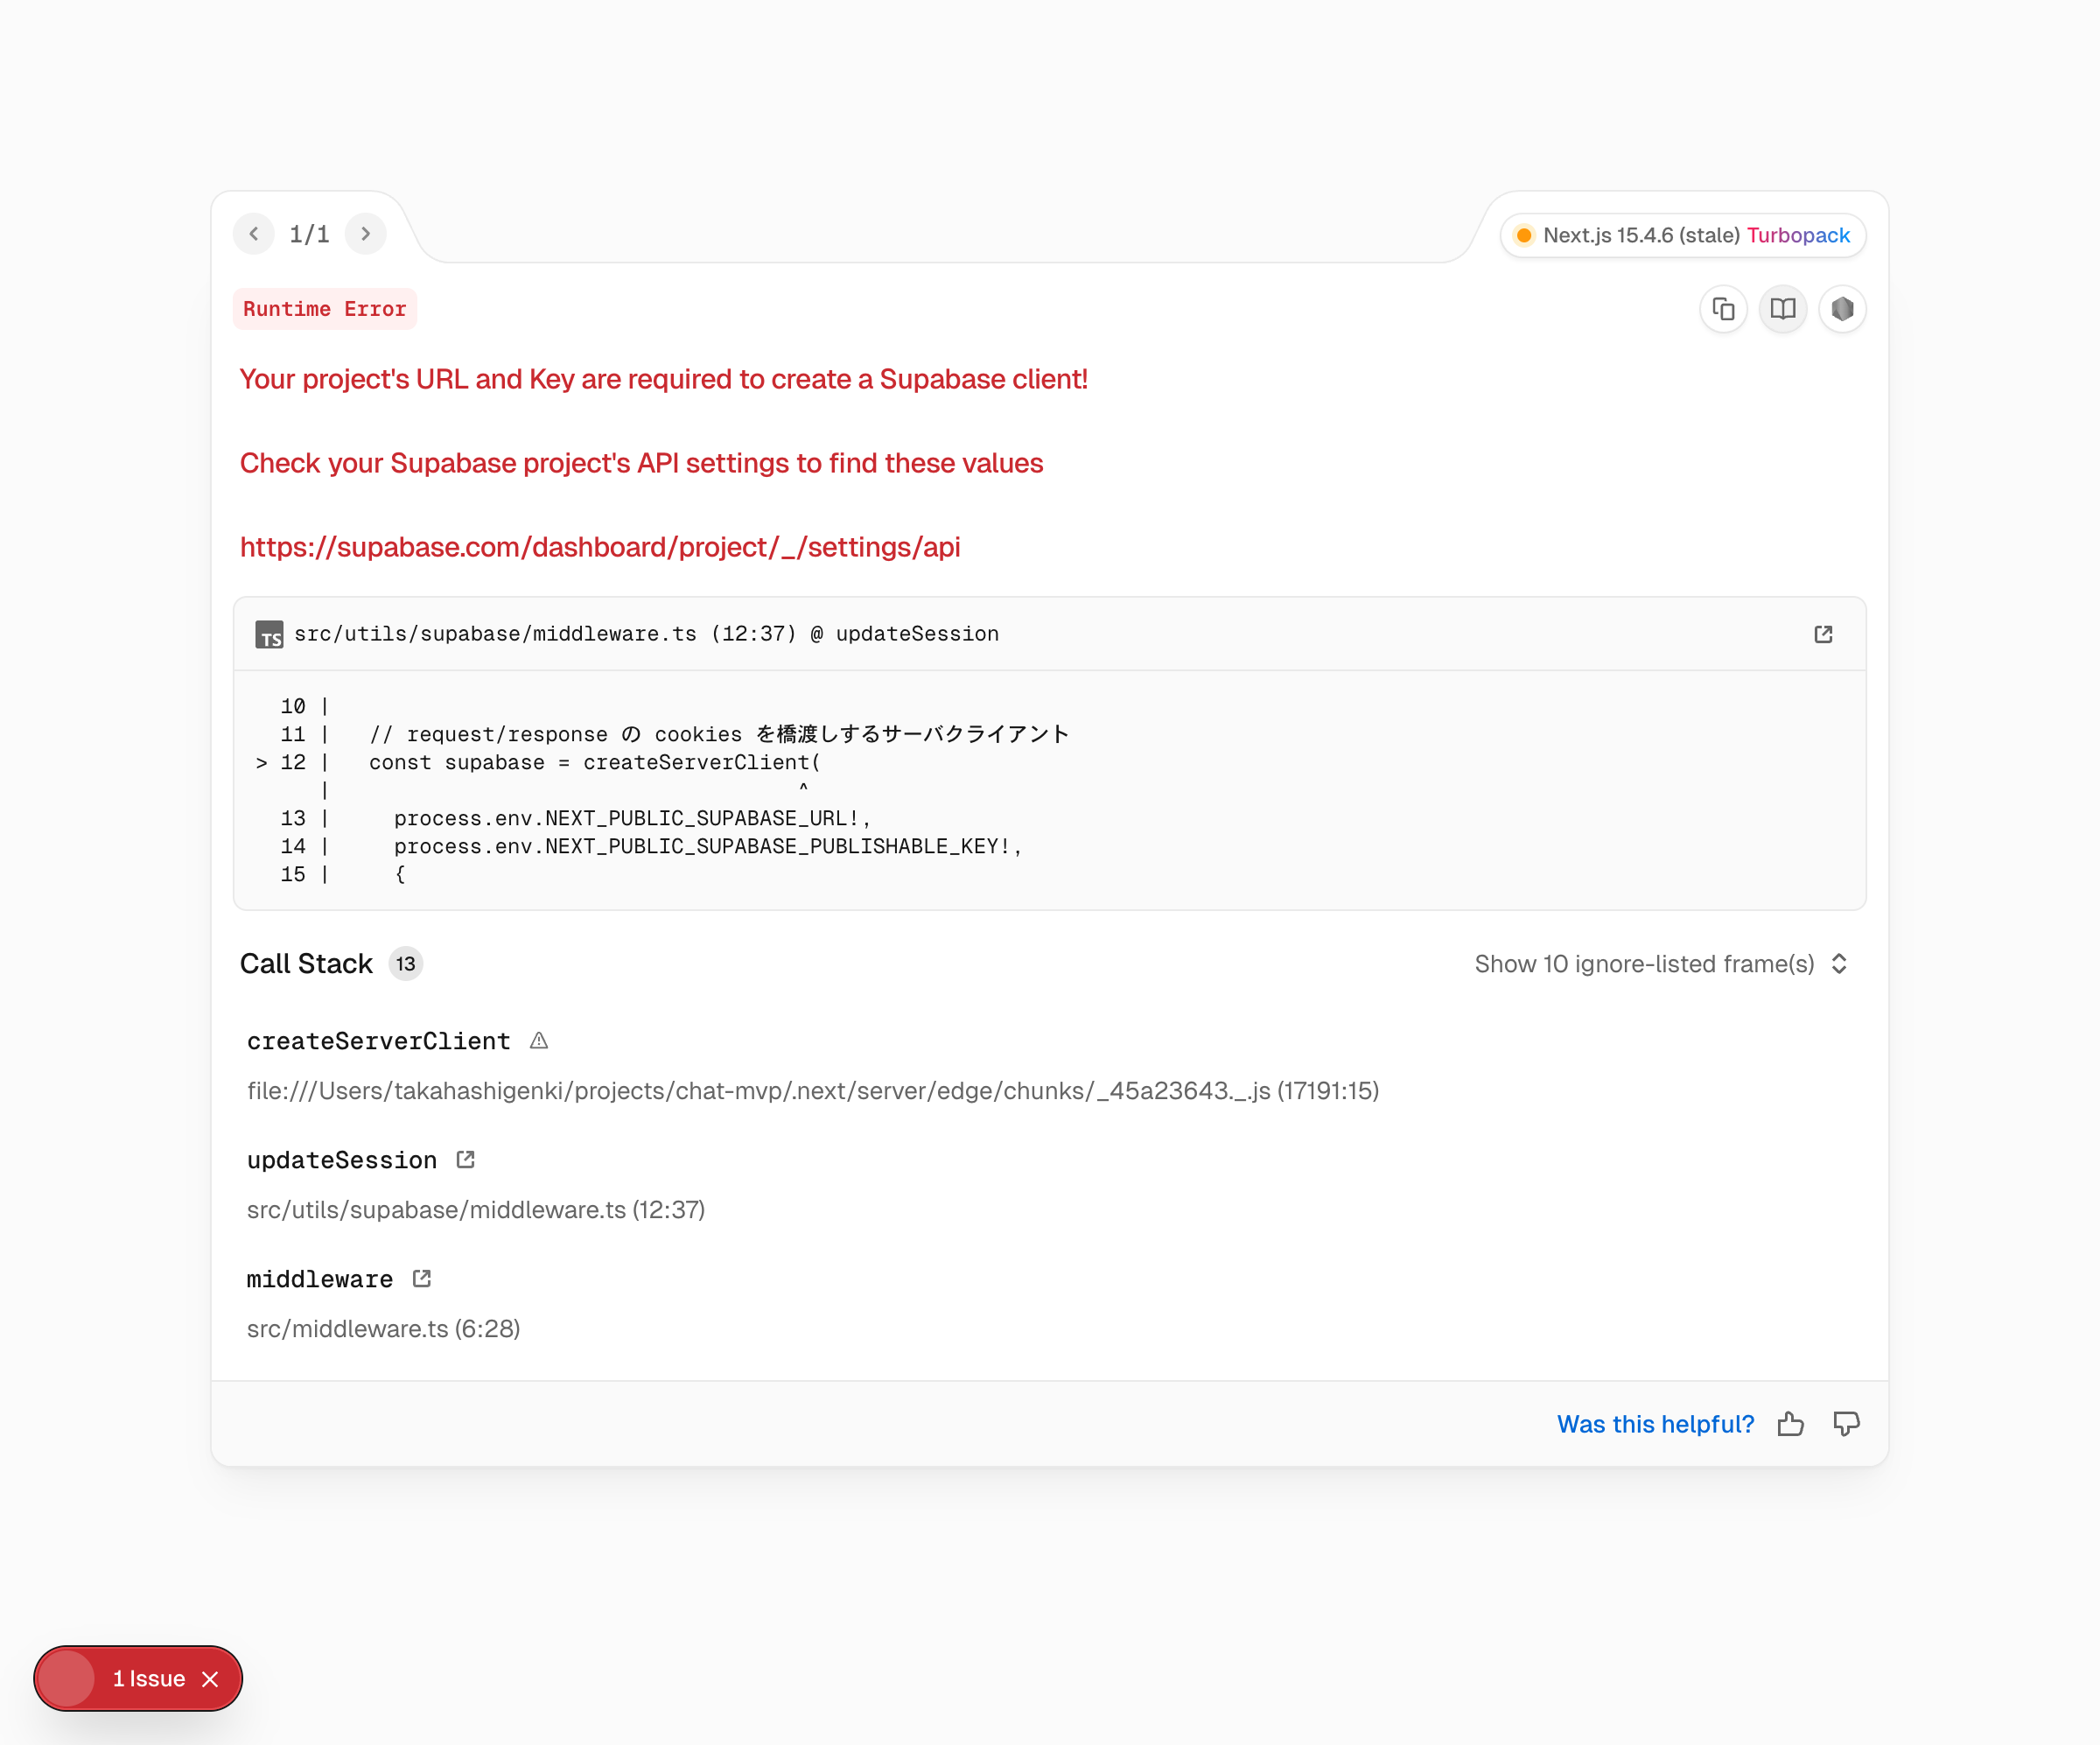 1/1
Next.js 15.4.6 (stale) Turbopack
Runtime Error
Your project's URL and Key are required to create a Supabase client!
Check your Supabase project's API settings to find these values
https://supabase.com/dashboard/project/_/settings/api
TS src/utils/supabase/middleware.ts (12:37) @ updateSession
10 |
11 |   // request/response の cookies を橋渡しするサーバクライアント
> 12 |   const supabase = createServerClient(
|                                      ^
13 |     process.env.NEXT_PUBLIC_SUPABASE_URL!,
14 |     process.env.NEXT_PUBLIC_SUPABASE_PUBLISHABLE_KEY!,
15 |     {
Call Stack 13
Show 10 ignore-listed frame(s)
createServerClient
file:///Users/takahashigenki/projects/chat-mvp/.next/server/edge/chunks/_45a23643._.js (17191:15)
updateSession
src/utils/supabase/middleware.ts (12:37)
middleware
src/middleware.ts (6:28)
Was this helpful?
1 Issue